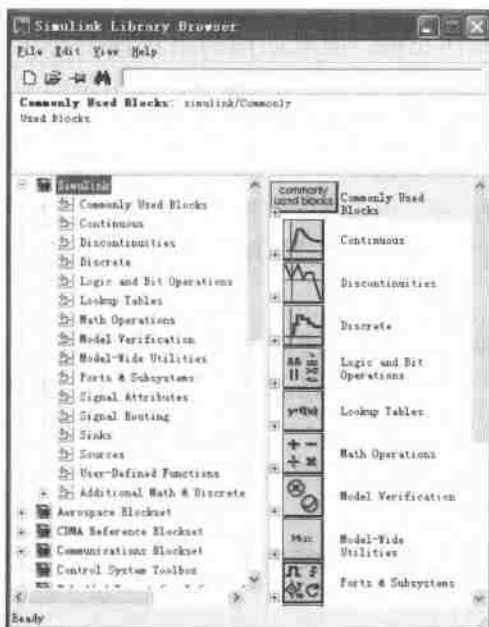 Simulink Library Browser
File Edit View Help
Commonly Used Blocks: simulink/Commonly
Used Blocks
Simulink
Commonly Used Blocks
Continuous
Discontinuities
Discrete
Logic and Bit Operations
Lookup Tables
Math Operations
Model Verification
Model-Wide Utilities
Ports & Subsystems
Signal Attributes
Signal Routing
Sinks
Sources
User-Defined Functions
Additional Math & Discrete
Aerospace Blockset
CDMA Reference Blockset
Communications Blockset
Control System Toolbox
commonly
used blocks
Commonly Used
Blocks
Continuous
Discontinuities
Discrete
Logic and Bit
Operations
y=f(u)
Lookup Tables
Math Operations
Model Verification
Misc
Model-Wide
Utilities
Ports & Subsystems
Ready